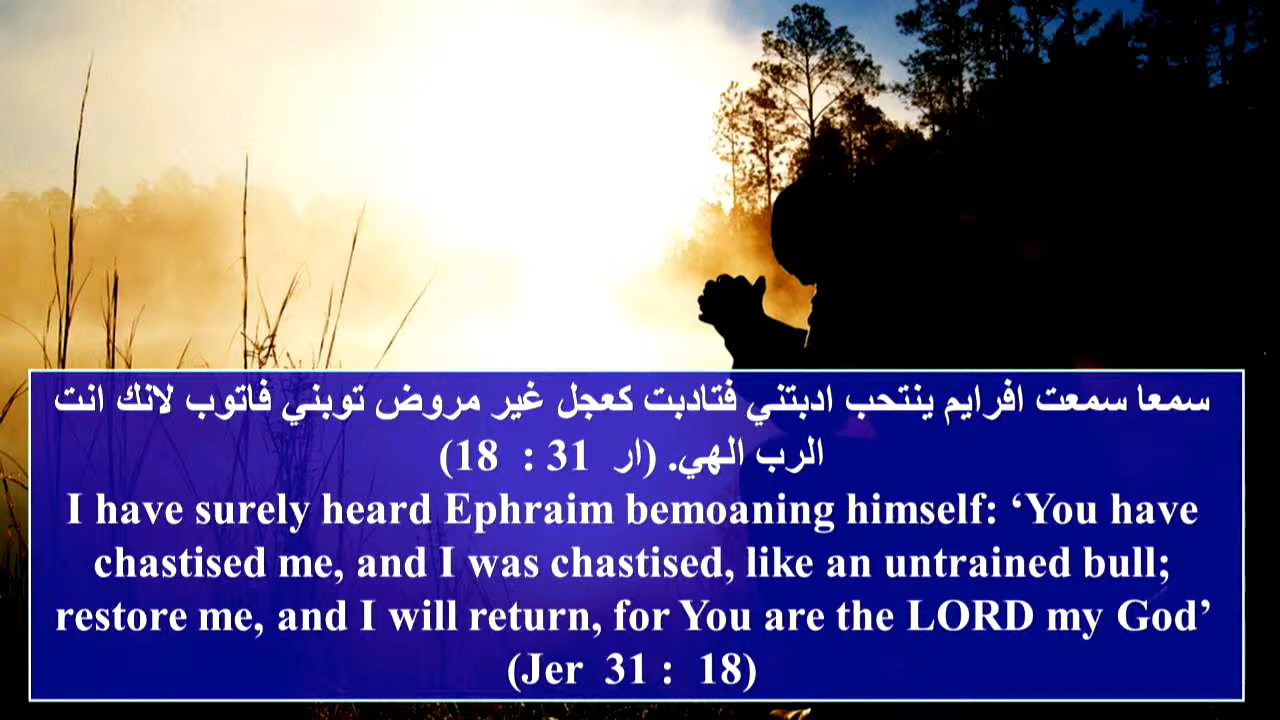 سمعا سمعت افرايم ينتحب ادبتني فتادبت كعجل غير مروض توبني فاتوب لانك انت
الرب الهي. (ار 31 : 18)
I have surely heard Ephraim bemoaning himself: ‘You have
chastised me, and I was chastised, like an untrained bull;
restore me, and I will return, for You are the LORD my God’
(Jer 31 : 18)